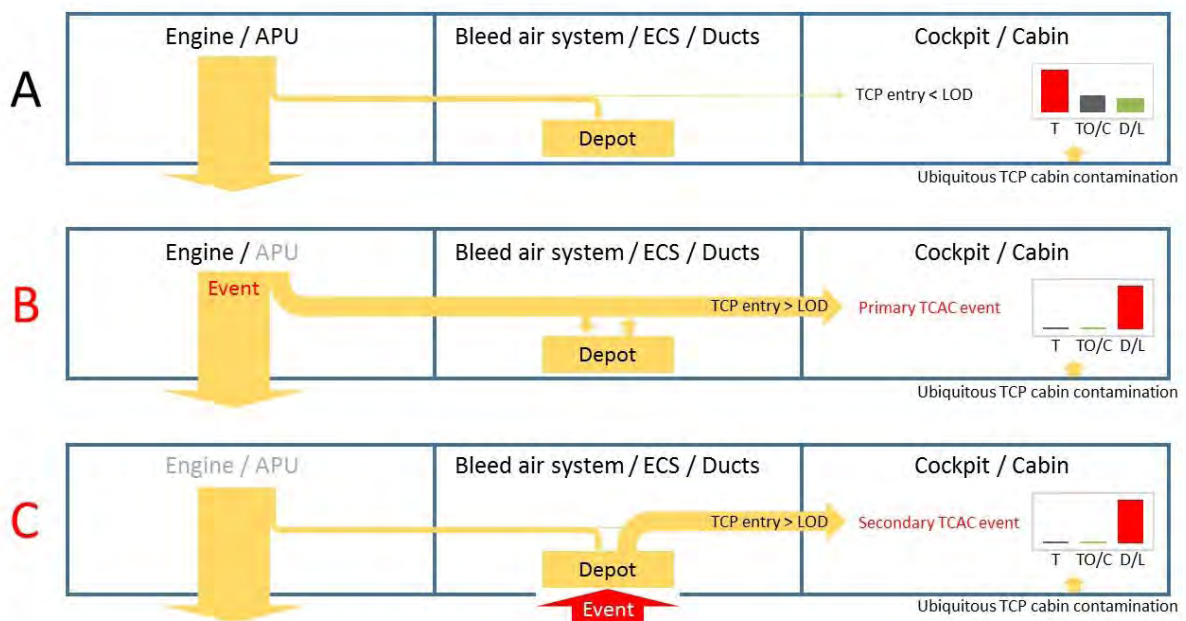 A
Engine / APU
Bleed air system / ECS / Ducts
Cockpit / Cabin
TCP entry < LOD
Depot
T TO/C D/L
Ubiquitous TCP cabin contamination
B
Engine / APU
Bleed air system / ECS / Ducts
Cockpit / Cabin
Event
TCP entry > LOD
Primary TCAC event
Depot
T TO/C D/L
Ubiquitous TCP cabin contamination
C
Engine / APU
Bleed air system / ECS / Ducts
Cockpit / Cabin
TCP entry > LOD
Secondary TCAC event
Depot
T TO/C D/L
Event
Ubiquitous TCP cabin contamination